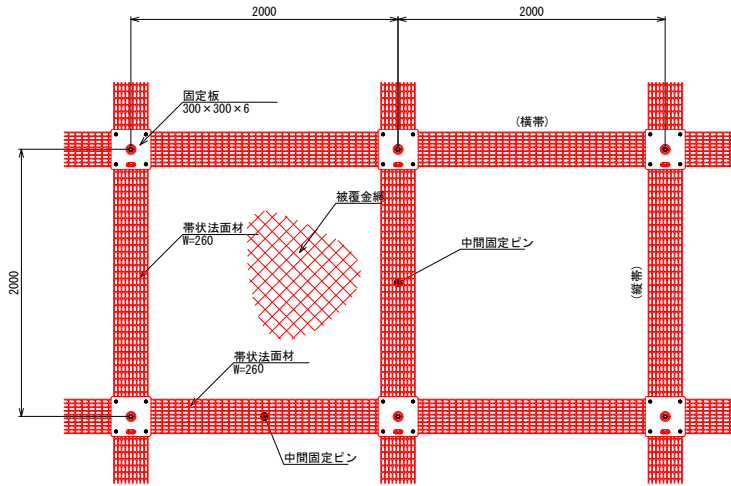 2000
2000
固定板
300×300×6
(横帯)
被覆金網
帯状法面材
W=260
中間固定ピン
2000
(縦帯)
帯状法面材
W=260
中間固定ピン